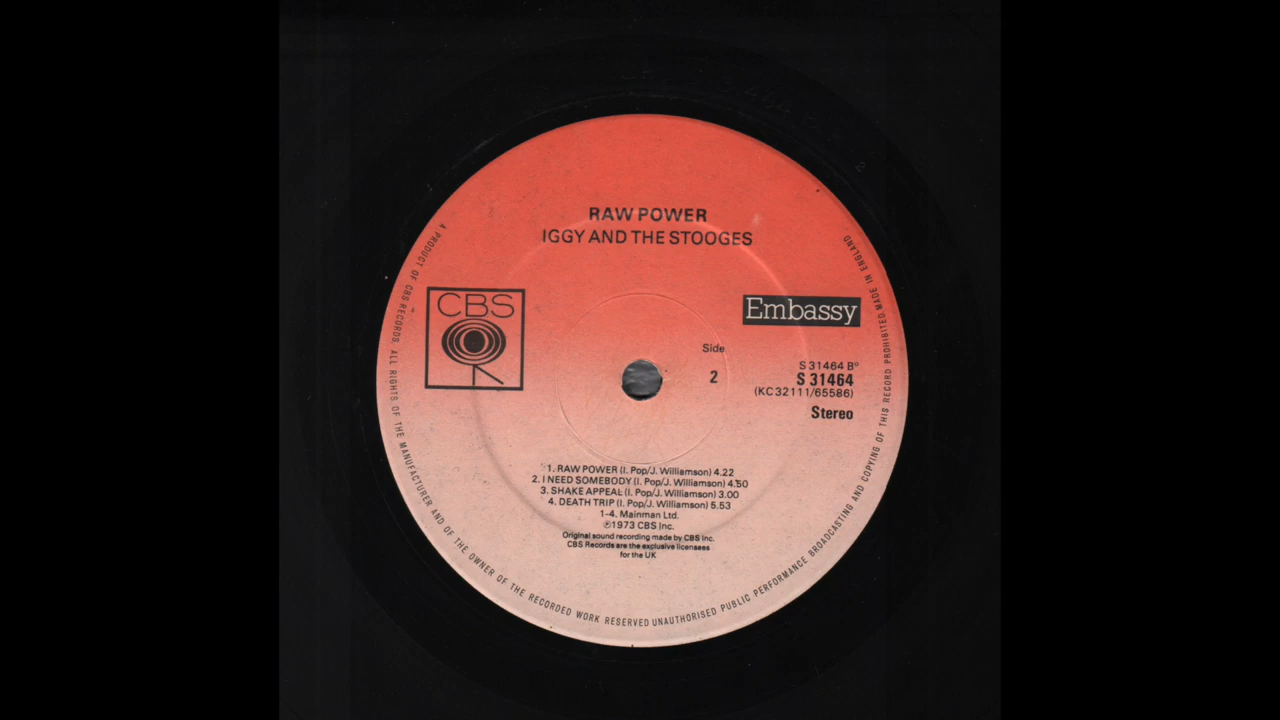 RAW POWER
IGGY AND THE STOOGES
CBS
Embassy
Side
2
S 31464 B°
S 31464
(KC 32111/65586)
Stereo
1. RAW POWER (I. Pop/J. Williamson) 4.22
2. I NEED SOMEBODY (I. Pop/J. Williamson) 4.50
3. SHAKE APPEAL (I. Pop/J. Williamson) 3.00
4. DEATH TRIP (I. Pop/J. Williamson) 5.53
1-4. Mainman Ltd.
℗1973 CBS Inc.
Original sound recording made by CBS Inc.
CBS Records are the exclusive licensees
for the UK
A PRODUCT OF CBS RECORDS. ALL RIGHTS OF THE MANUFACTURER AND OF THE OWNER OF THE RECORDED WORK RESERVED UNAUTHORISED PUBLIC PERFORMANCE BROADCASTING AND COPYING OF THIS RECORD PROHIBITED. MADE IN ENGLAND